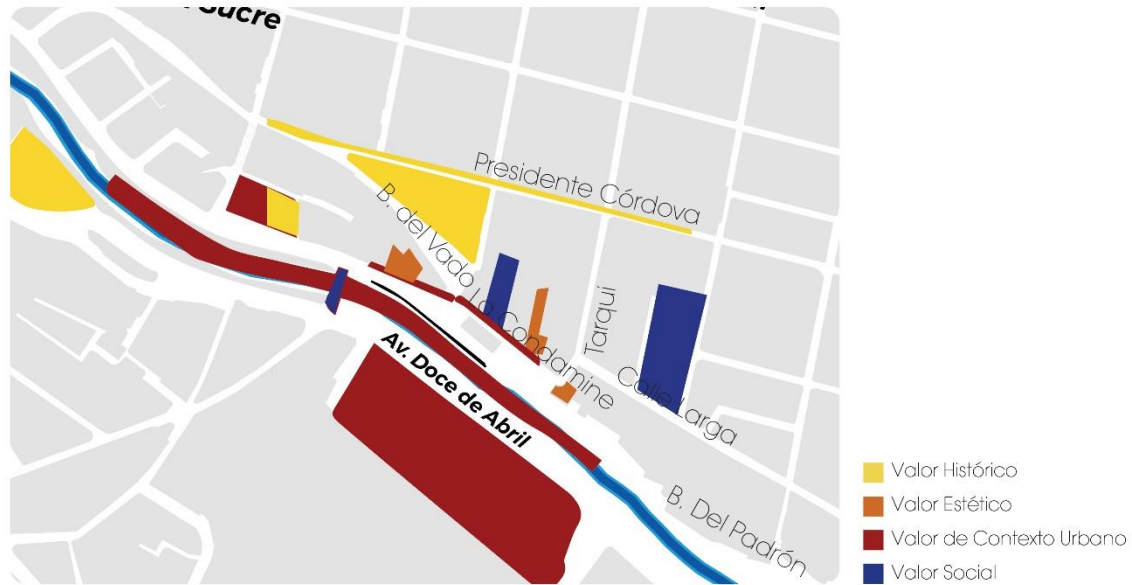 Sucre
Presidente Córdova
B. del Vado
La Condamine
Tarqui
Calle Larga
Av. Doce de Abril
B. Del Padrón
Valor Histórico
Valor Estético
Valor de Contexto Urbano
Valor Social